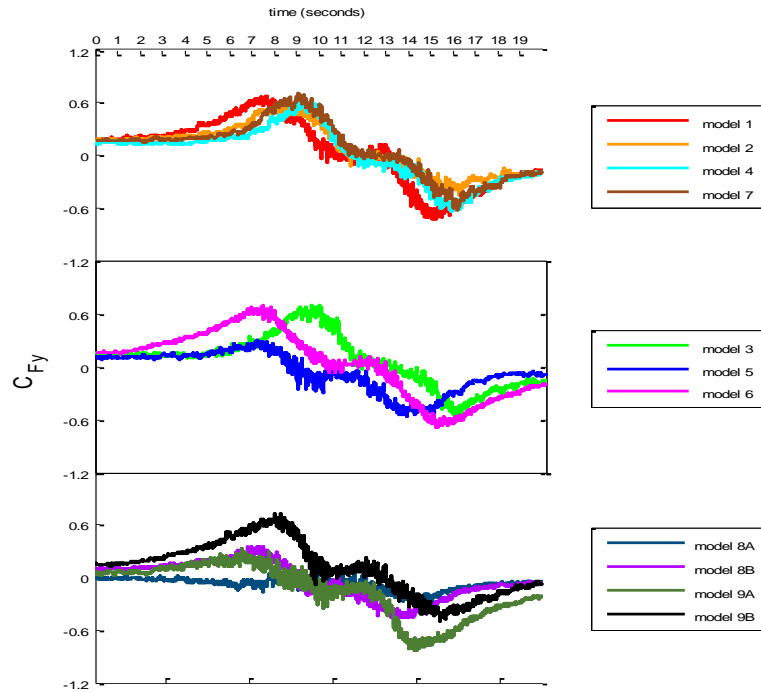 time (seconds)
0 1 2 3 4 5 6 7 8 9 10 11 12 13 14 15 16 17 18 19
1.2
0.6
0
-0.6
-1.2
model 1
model 2
model 4
model 7
0.6
0
-0.6
-1.2
CFy
model 3
model 5
model 6
0.6
0
-0.6
-1.2
model 8A
model 8B
model 9A
model 9B